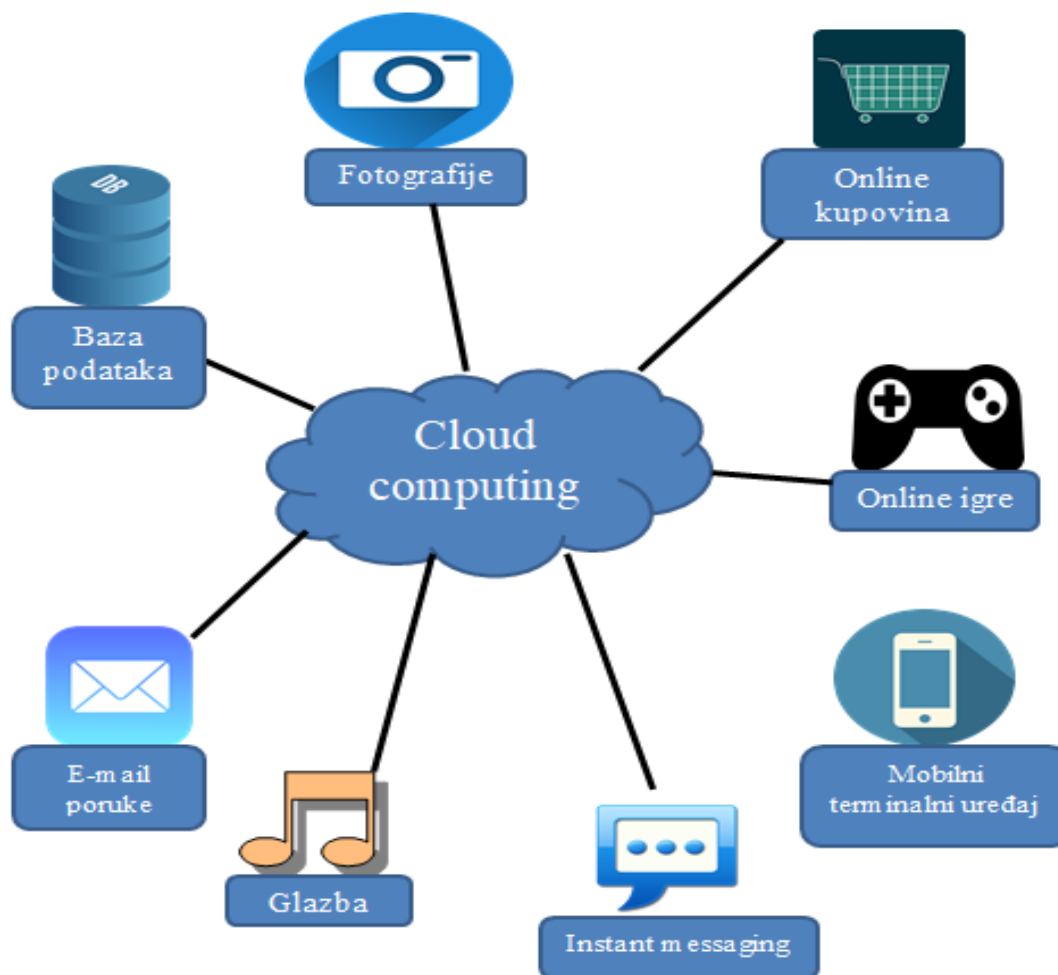 Fotografije
Online
kupovina
DB
Baza
podataka
Cloud
computing
Online igre
E-mail
poruke
Mobilni
terminalni uređaj
Glazba
Instant messaging